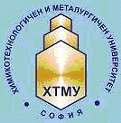 ХИМИКОТЕХНОЛОГИЧЕН И МЕТАЛУРГИЧЕН УНИВЕРСИТЕТ
ХТМУ
• СОФИЯ •